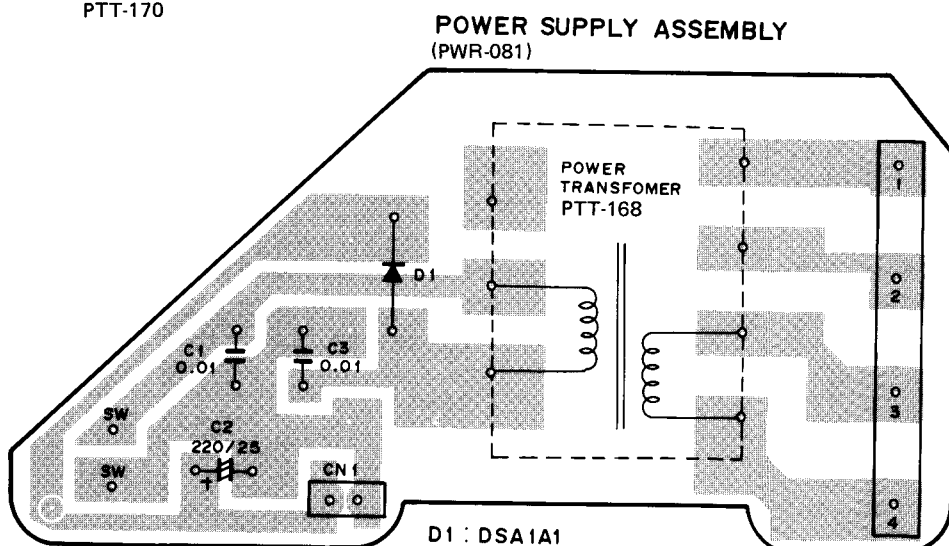 PTT-170
POWER SUPPLY ASSEMBLY
(PWR-081)
POWER
TRANSFOMER
PTT-168
1
D1
2
C1
0.01
C3
0.01
3
SW
C2
220/25
+
SW
CN1
4
D1 : DSA1A1